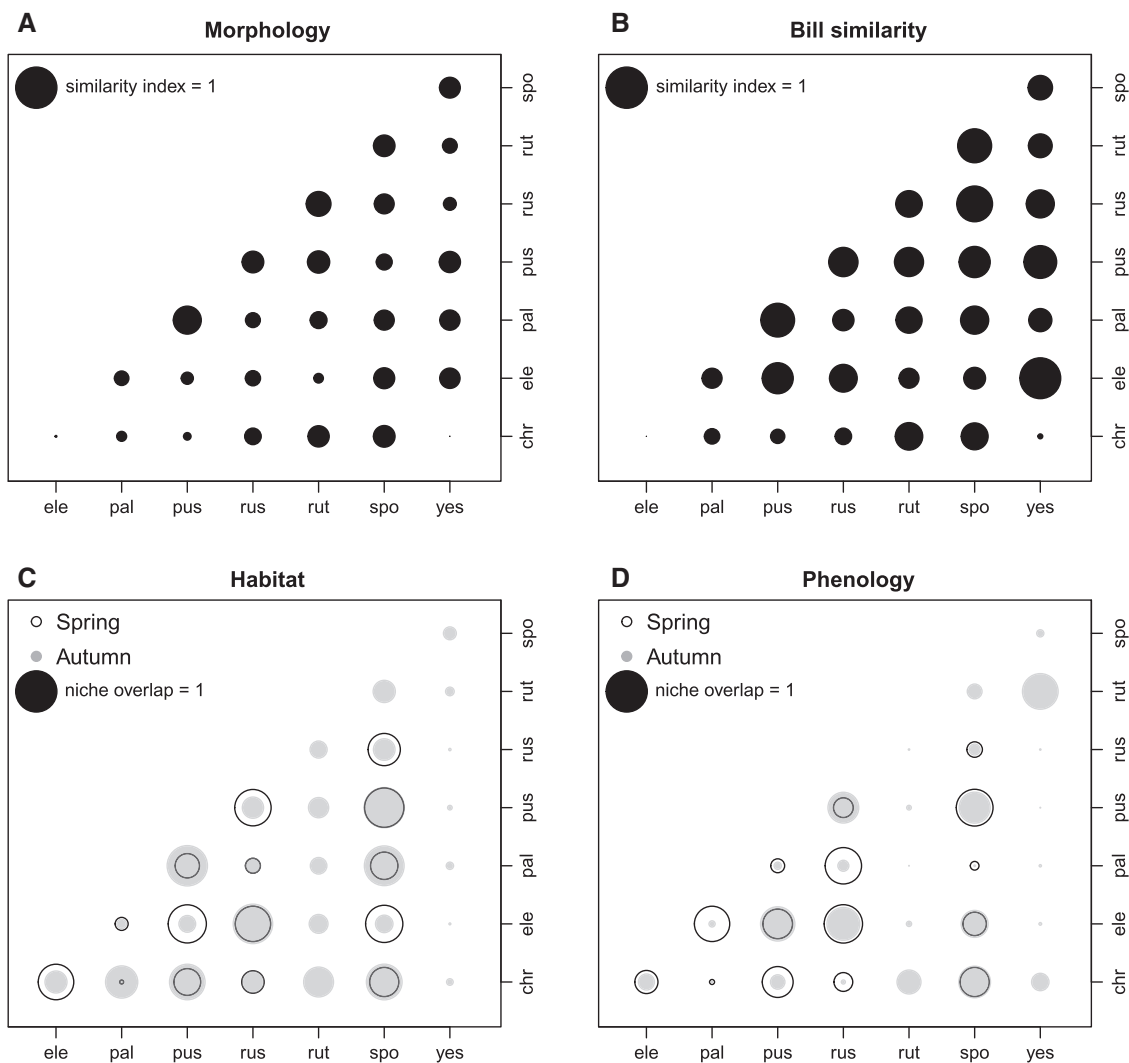 A
Morphology
similarity index = 1
spo
rut
rus
pus
pal
ele
chr
ele pal pus rus rut spo yes
B
Bill similarity
similarity index = 1
spo
rut
rus
pus
pal
ele
chr
ele pal pus rus rut spo yes
C
Habitat
Spring
Autumn
niche overlap = 1
spo
rut
rus
pus
pal
ele
chr
ele pal pus rus rut spo yes
D
Phenology
Spring
Autumn
niche overlap = 1
spo
rut
rus
pus
pal
ele
chr
ele pal pus rus rut spo yes